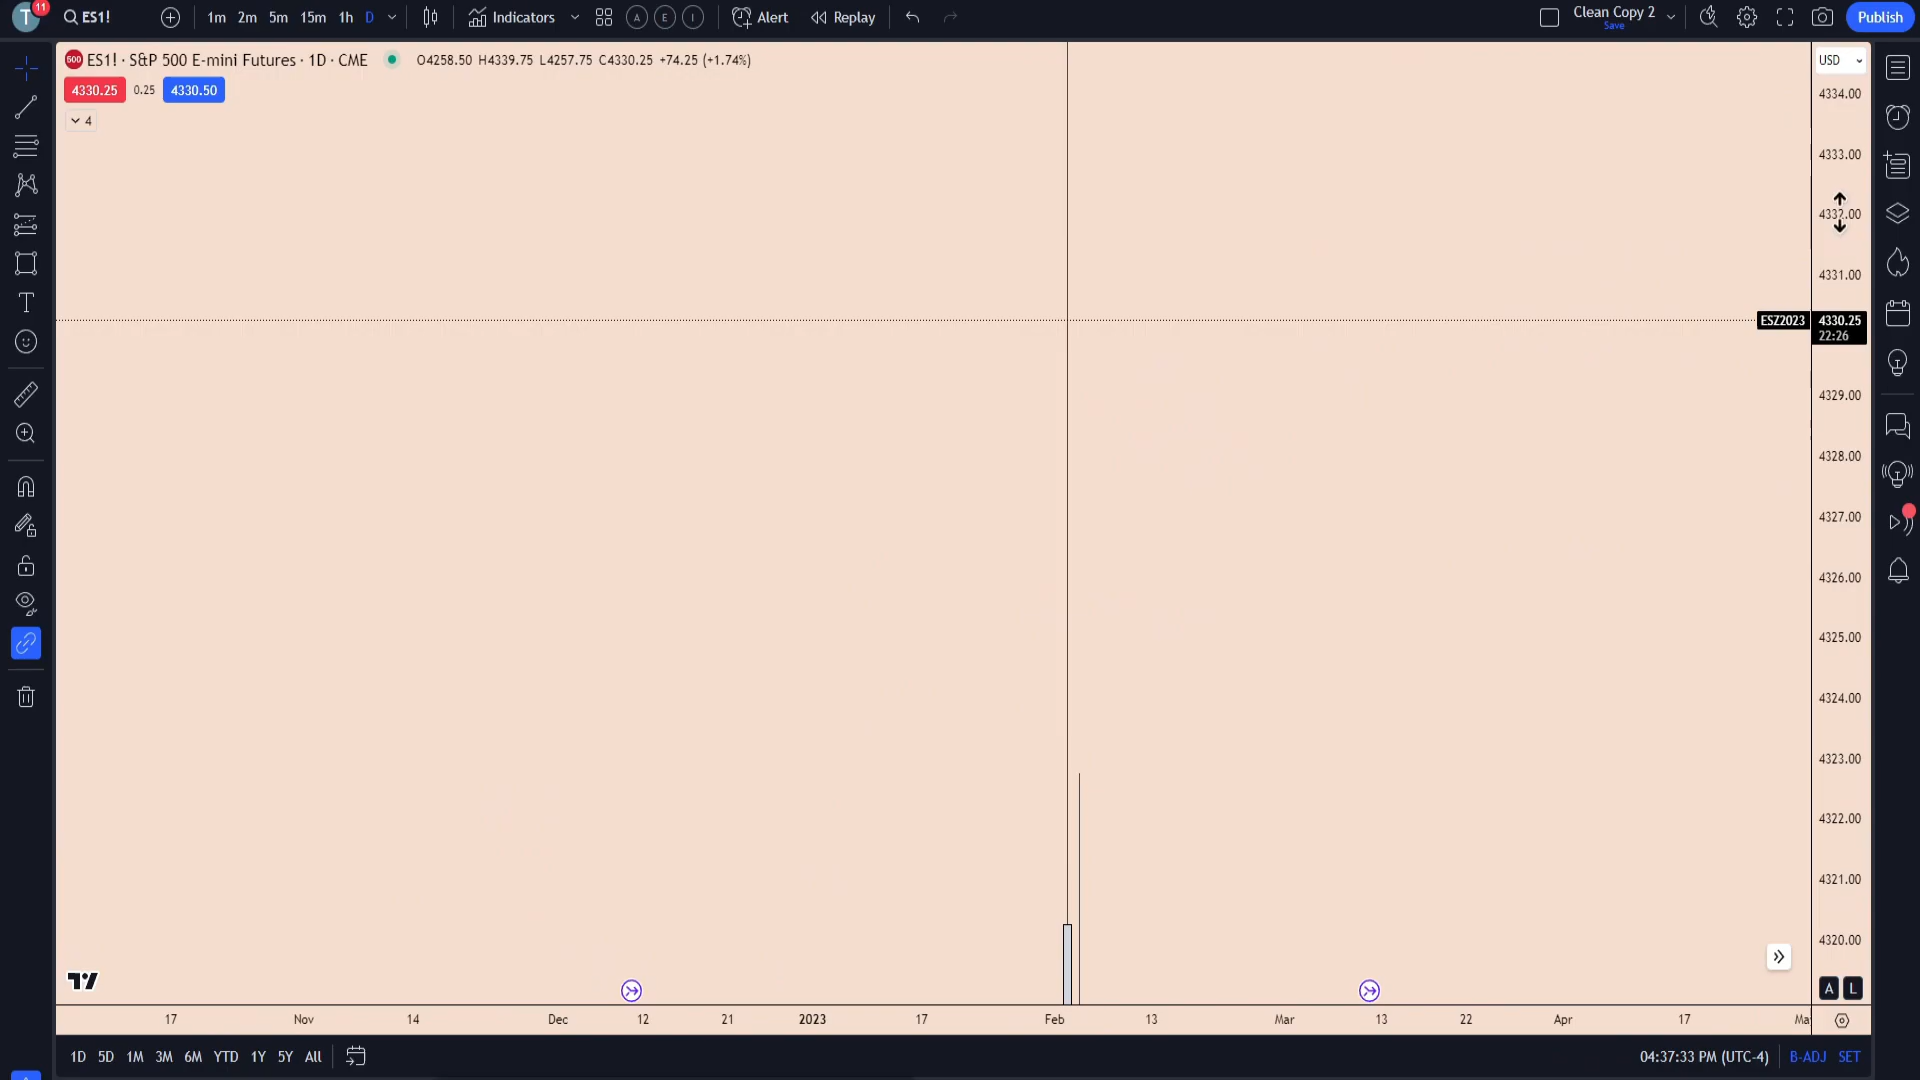 T 11 ES1! 1m 2m 5m 15m 1h D Indicators A E I Alert Replay Clean Copy 2 Save Publish
500 ES1! · S&P 500 E-mini Futures · 1D · CME O4258.50 H4339.75 L4257.75 C4330.25 +74.25 (+1.74%) USD
4330.25 0.25 4330.50
4334.00
4
4333.00
4332.00
4331.00
ESZ2023 4330.25
22:26
4329.00
4328.00
4327.00
4326.00
4325.00
4324.00
4323.00
4322.00
4321.00
4320.00
A L
17 Nov 14 Dec 12 21 2023 17 Feb 13 Mar 13 22 Apr 17 Ma
1D 5D 1M 3M 6M YTD 1Y 5Y All 04:37:33 PM (UTC-4) B-ADJ SET